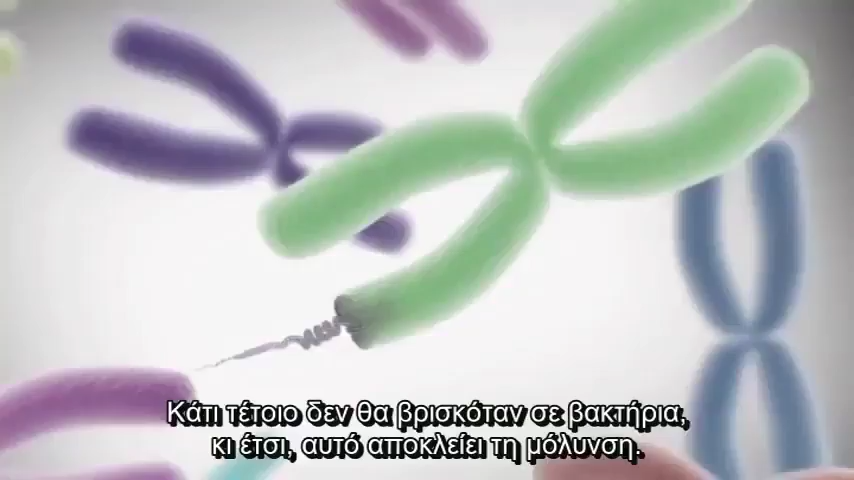 Κάτι τέτοιο δεν θα βρισκόταν σε βακτήρια,
κι έτσι, αυτό αποκλείει τη μόλυνση.